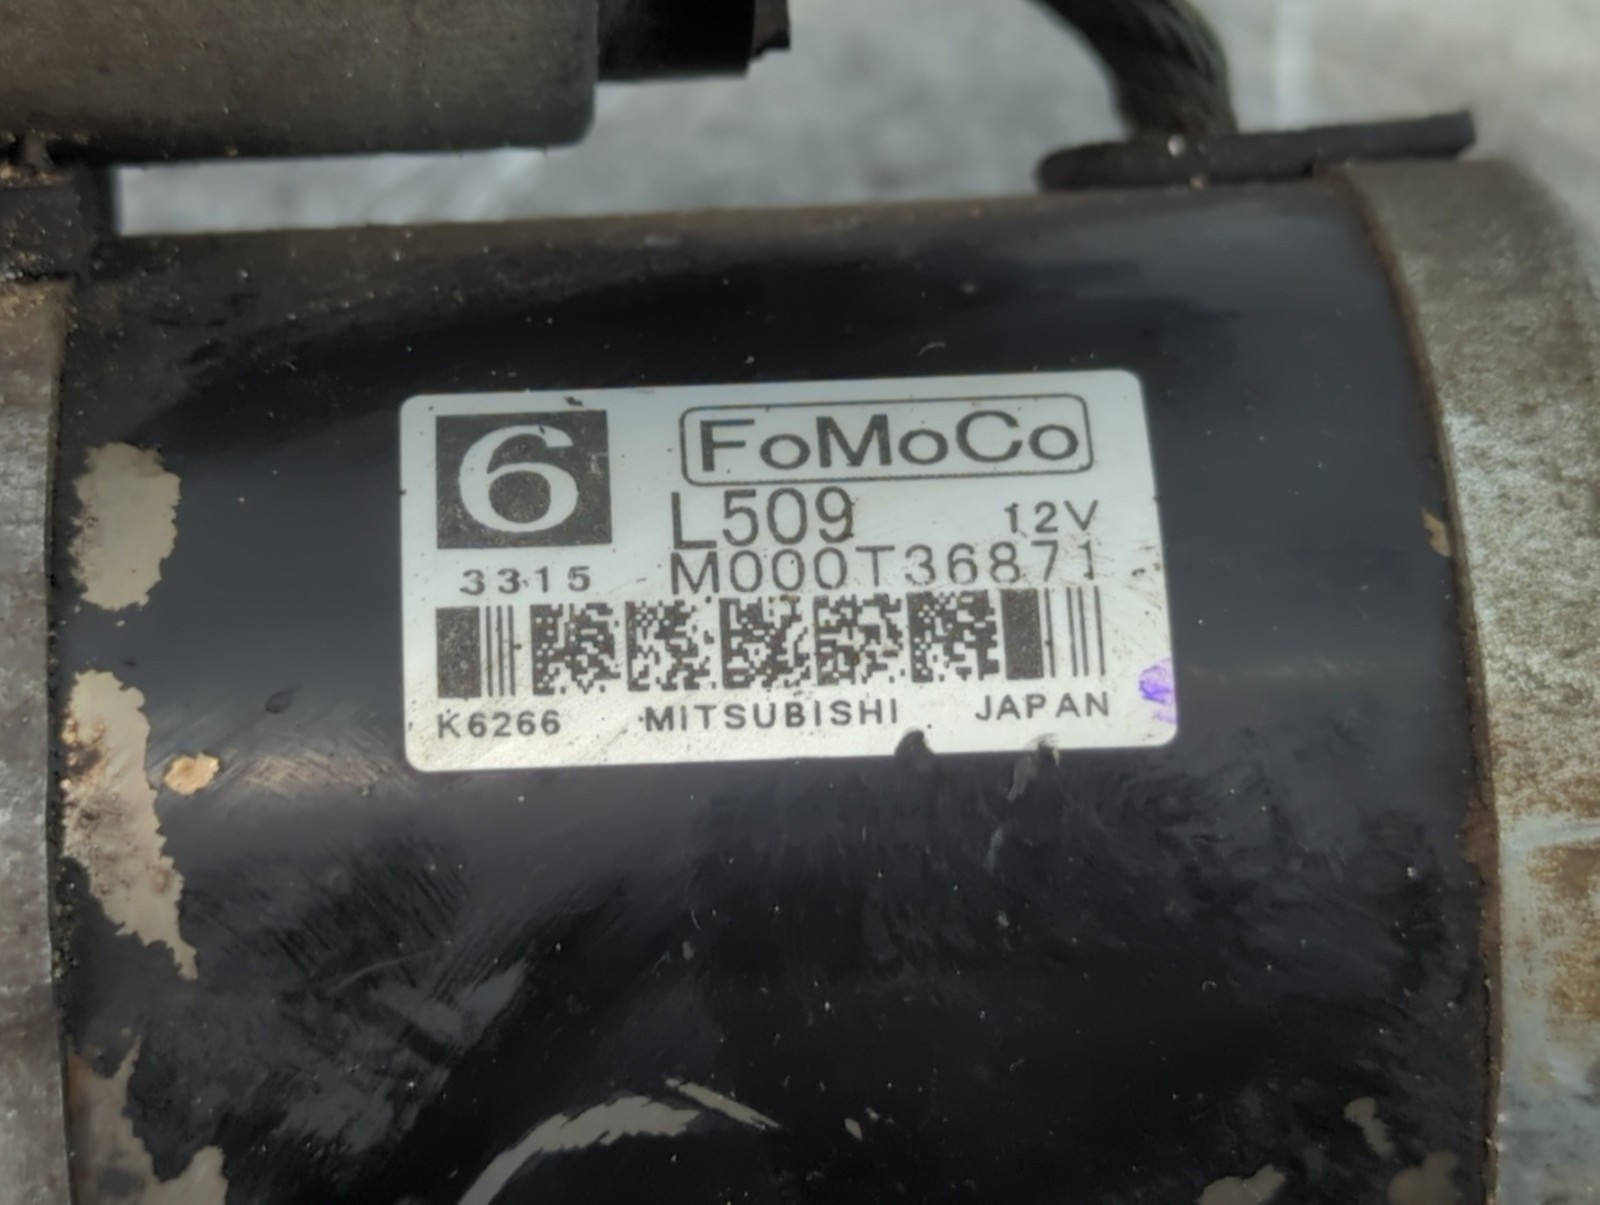 6
FoMoCo
L509 12V
3315 M000T36871
K6266 MITSUBISHI JAPAN